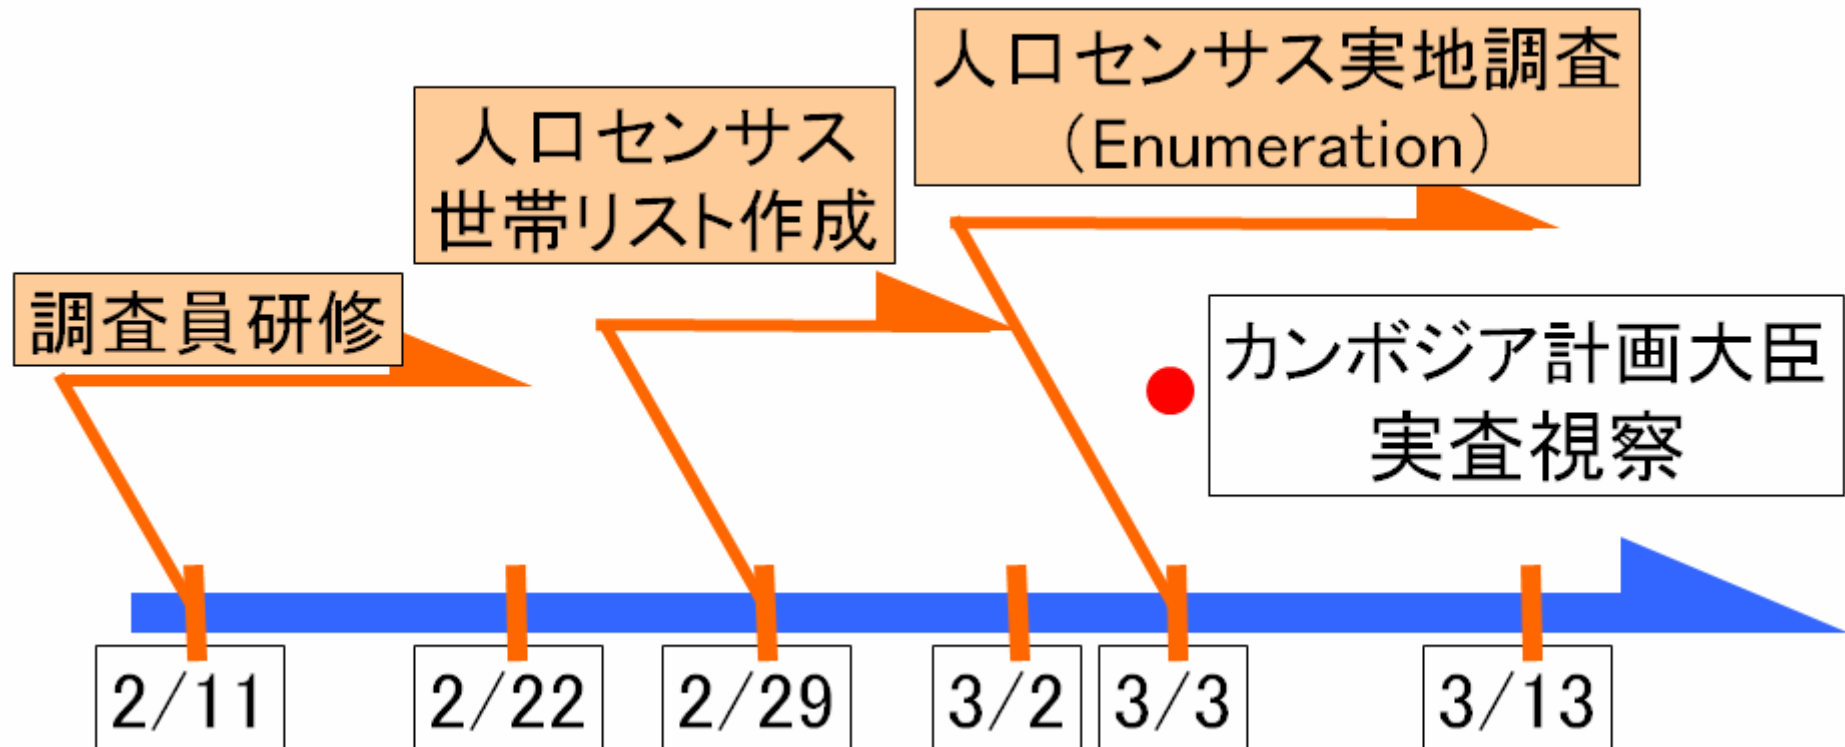 人口センサス実地調査
（Enumeration）
人口センサス
世帯リスト作成
調査員研修
カンボジア計画大臣
実査視察
2/11
2/22
2/29
3/2
3/3
3/13